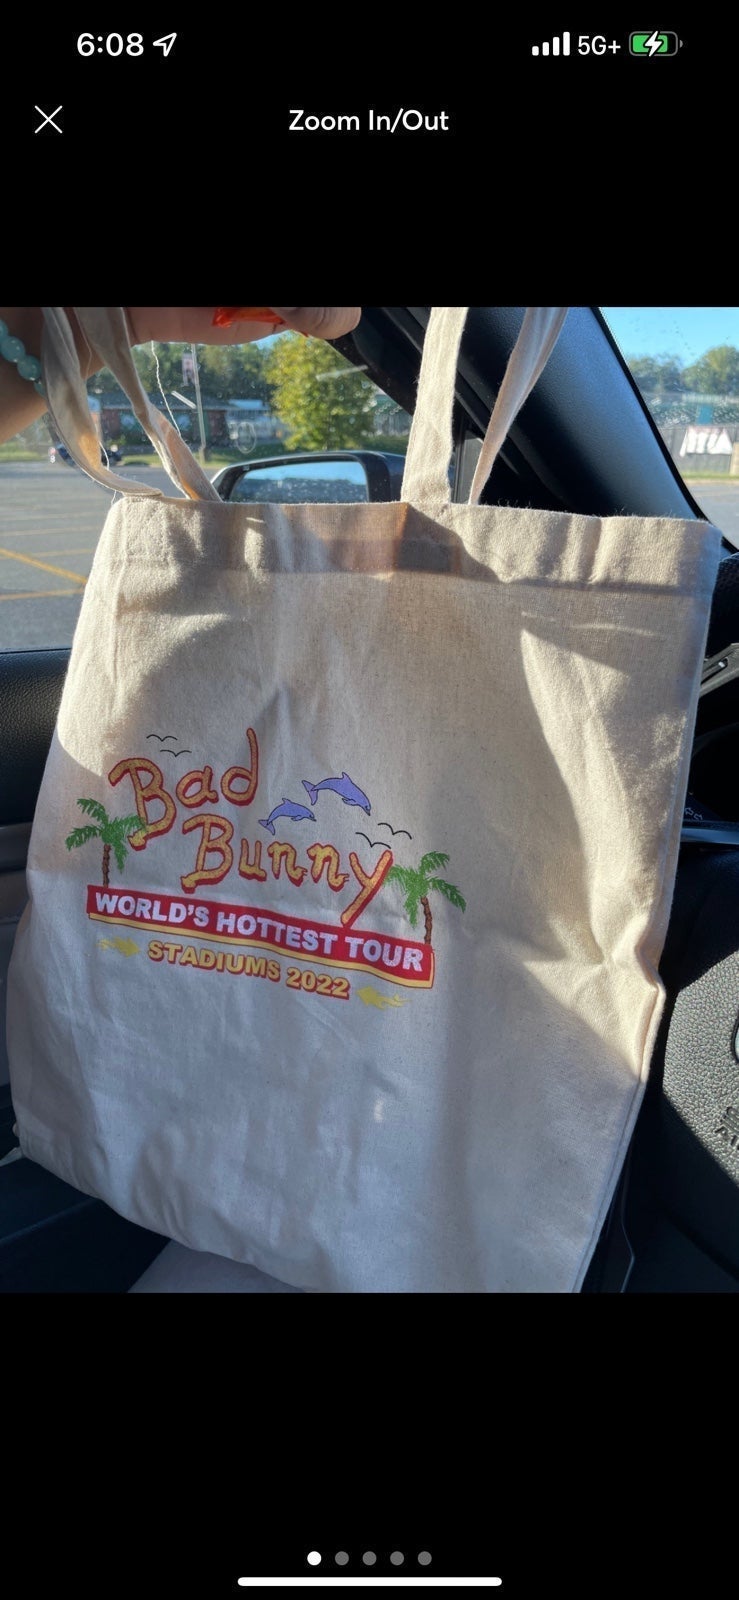 6:08
5G+
Zoom In/Out
Bad
Bunny
WORLD'S HOTTEST TOUR
STADIUMS 2022